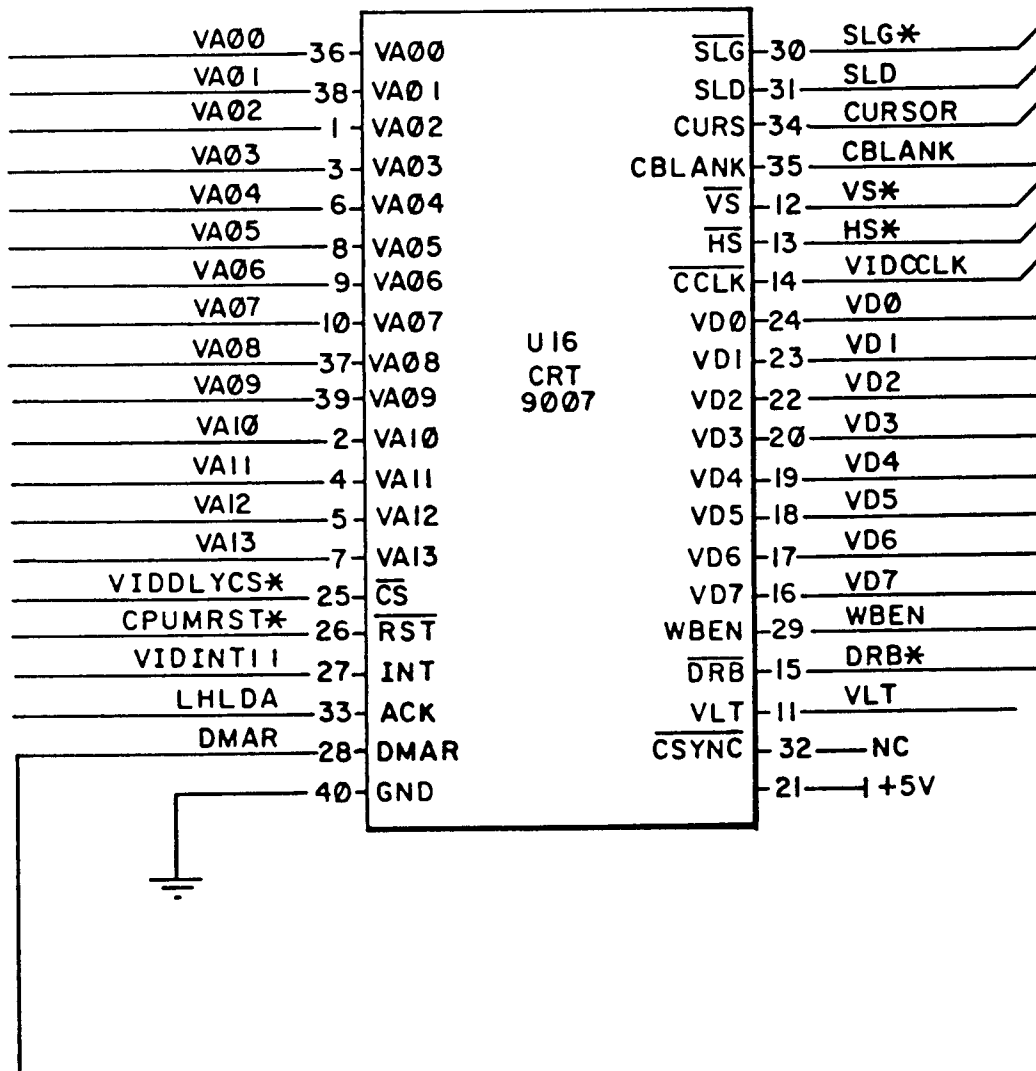 VA00 36 VA00 SLG 30 SLG*
VA01 38 VA01 SLD 31 SLD
VA02 1 VA02 CURS 34 CURSOR
VA03 3 VA03 CBLANK 35 CBLANK
VA04 6 VA04 VS 12 VS*
VA05 8 VA05 HS 13 HS*
VA06 9 VA06 CCLK 14 VIDCCLK
VA07 10 VA07 VD0 24 VD0
VA08 37 VA08 VD1 23 VD1
VA09 39 VA09 VD2 22 VD2
VA10 2 VA10 VD3 20 VD3
VA11 4 VA11 VD4 19 VD4
VA12 5 VA12 VD5 18 VD5
VA13 7 VA13 VD6 17 VD6
VIDDLYCS* 25 CS VD7 16 VD7
CPUMRST* 26 RST WBEN 29 WBEN
VIDINT11 27 INT DRB 15 DRB*
LHLDA 33 ACK VLT 11 VLT
DMAR 28 DMAR CSYNC 32 NC
40 GND 21 +5V
U16
CRT
9007